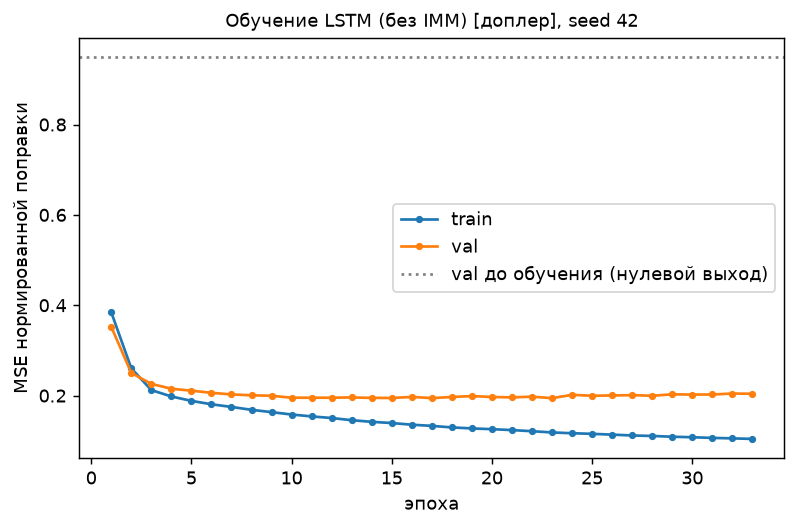 Обучение LSTM (без IMM) [доплер], seed 42
MSE нормированной поправки
0.8
0.6
0.4
0.2
train
val
val до обучения (нулевой выход)
0 5 10 15 20 25 30
эпоха